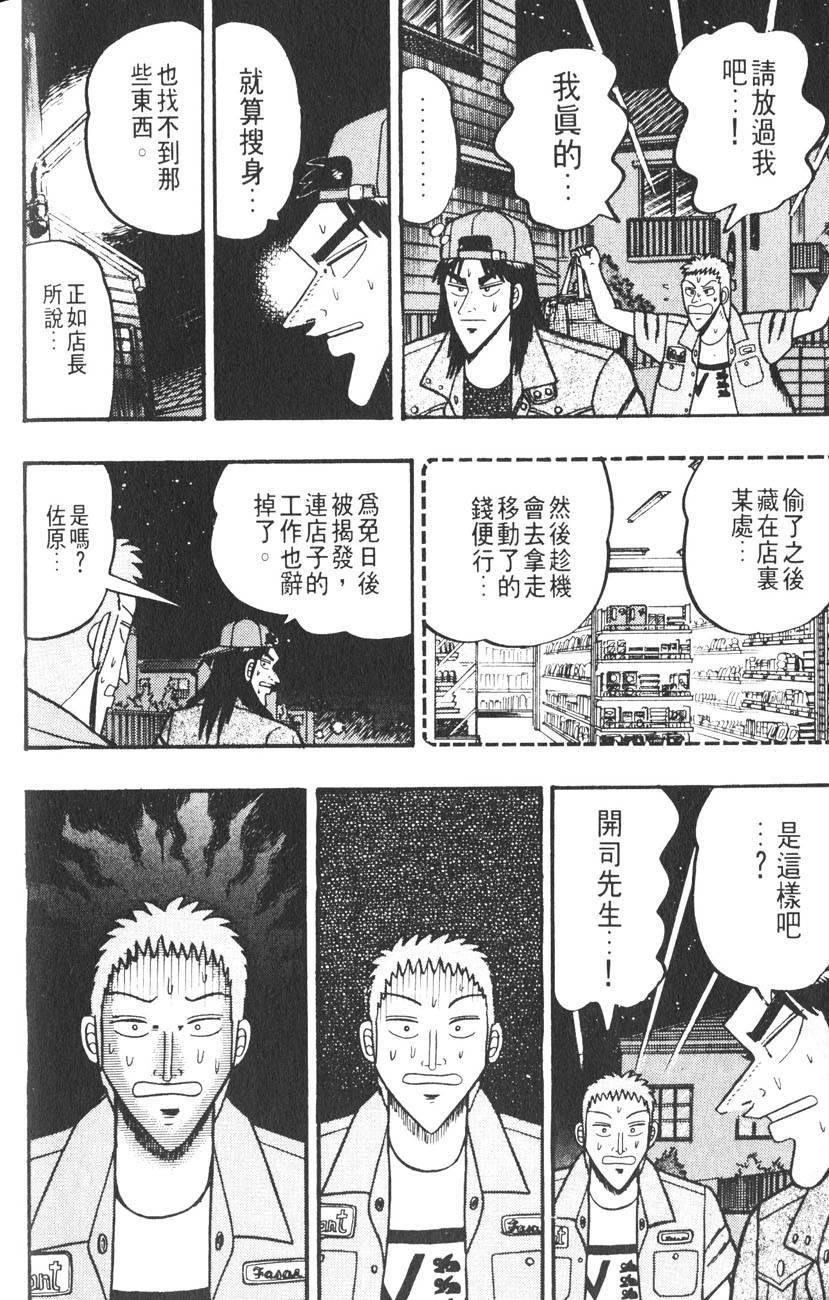 請放過我
吧…!
我眞的…
………
就算搜身…
也找不到那
些東西。
正如店長
所說…
偷了之後
藏在店裏
某處…
然後趁機
會去拿走
移動了的
錢便行…
爲免日後
被揭發，
連店子的
工作也辭
掉了。
是嗎?
佐原…
是這樣吧
…?
開司先生…!
Fasar
ant
Fasar